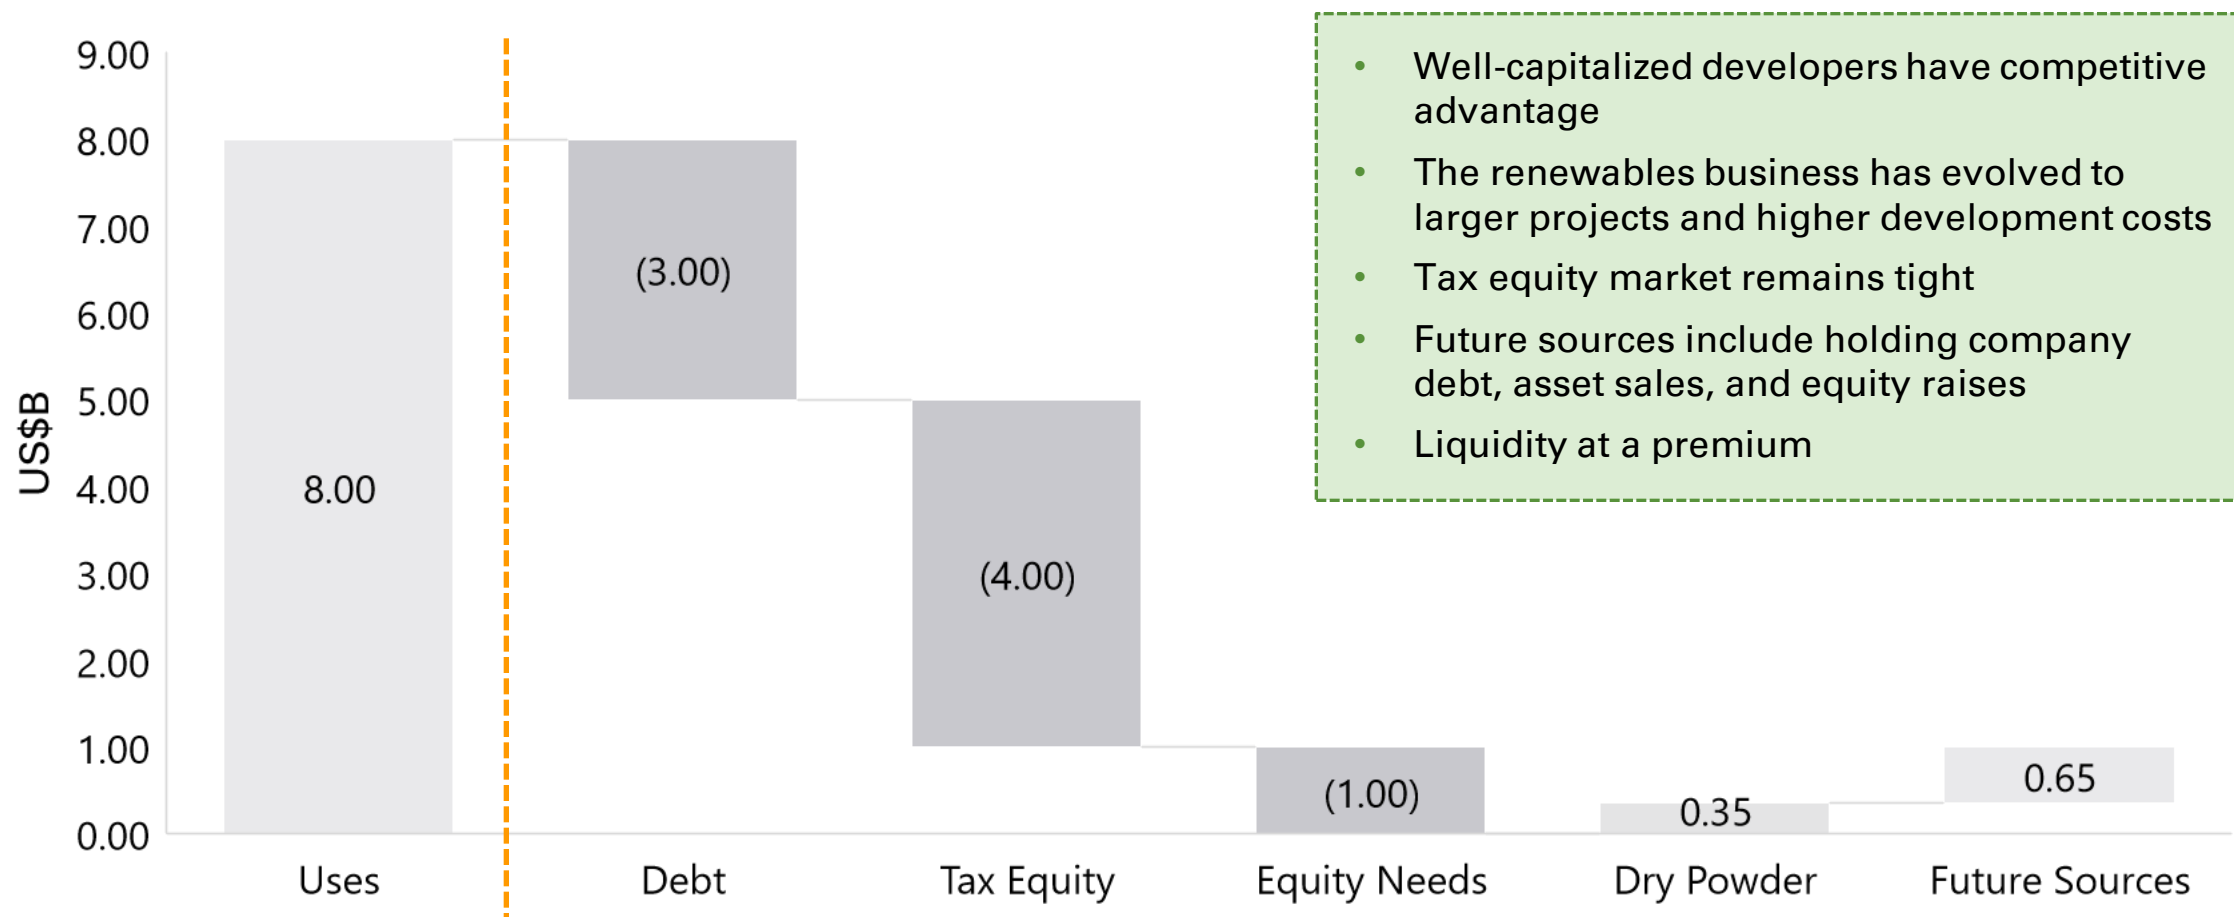 9.00
8.00
7.00
6.00
5.00
4.00
3.00
2.00
1.00
0.00
US$B
8.00
(3.00)
(4.00)
(1.00)
0.35
0.65
Uses
Debt
Tax Equity
Equity Needs
Dry Powder
Future Sources
• Well-capitalized developers have competitive
advantage
• The renewables business has evolved to
larger projects and higher development costs
• Tax equity market remains tight
• Future sources include holding company
debt, asset sales, and equity raises
• Liquidity at a premium